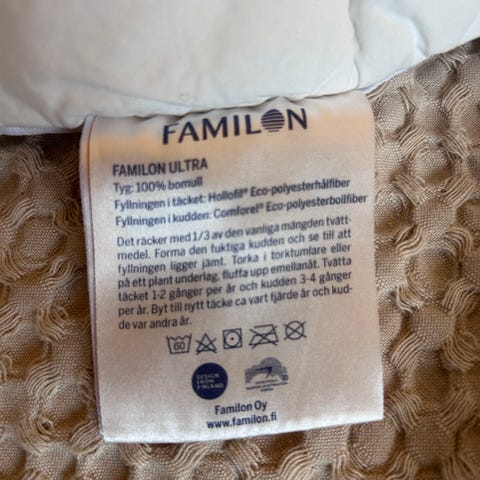 FAMILON
FAMILON ULTRA
Tyg: 100% bomull
Fyllningen i täcket: Hollofil® Eco-polyesterhålfiber
Fyllningen i kudden: Comforel® Eco-polyesterbollfiber
Det räcker med 1/3 av den vanliga mängden tvätt-
medel. Forma den fuktiga kudden och se till att
fyllningen ligger jämt. Torka i torktumlare eller
på ett plant underlag, fluffa upp emellanåt. Tvätta
täcket 1-2 gånger per år och kudden 3-4 gånger
per år. Byt till nytt täcke ca vart fjärde år och kud-
de var andra år.
60
DESIGN
FROM
FINLAND
Familon Oy
www.familon.fi